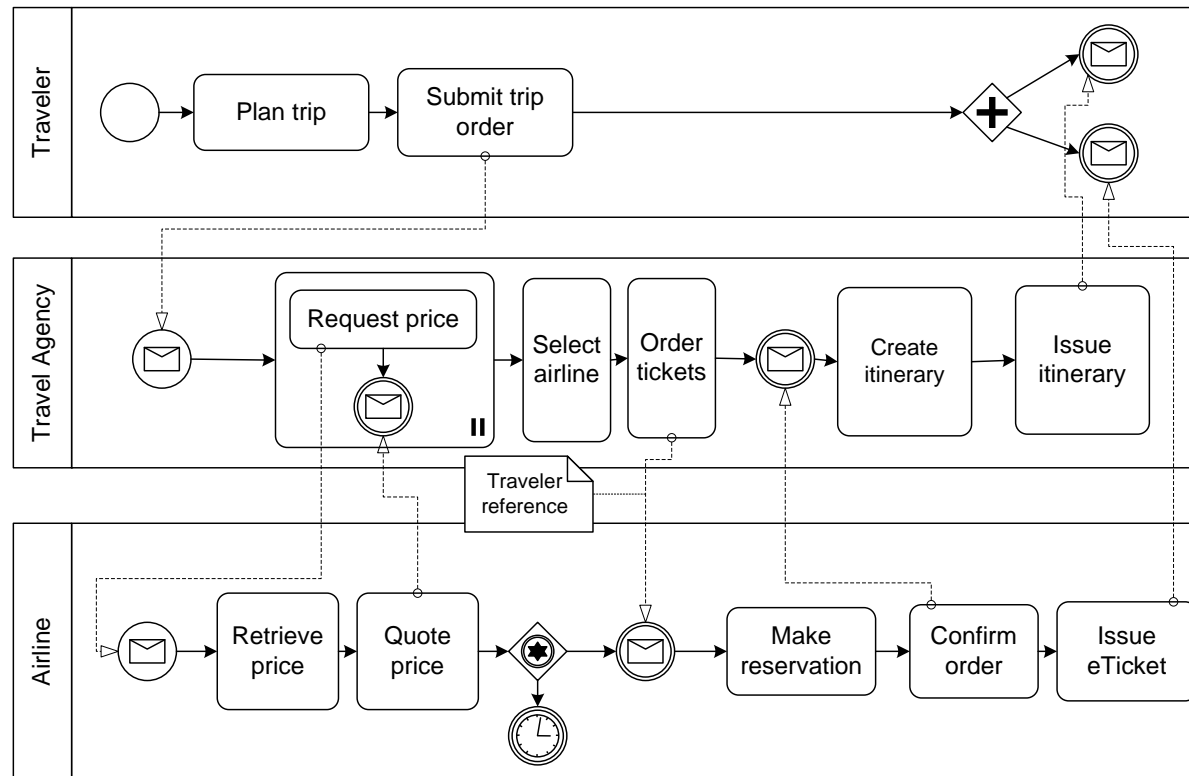 Traveler
Plan trip
Submit trip
order
Travel Agency
Request price
Select
airline
Order
tickets
Create
itinerary
Issue
itinerary
Traveler
reference
Airline
Retrieve
price
Quote
price
Make
reservation
Confirm
order
Issue
eTicket